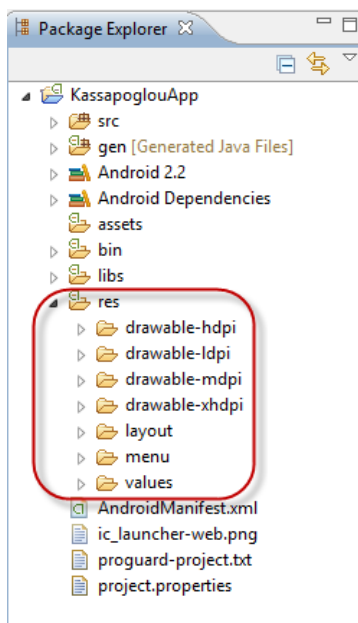 Package Explorer
KassapoglouApp
src
gen [Generated Java Files]
Android 2.2
Android Dependencies
assets
bin
libs
res
drawable-hdpi
drawable-ldpi
drawable-mdpi
drawable-xhdpi
layout
menu
values
AndroidManifest.xml
ic_launcher-web.png
proguard-project.txt
project.properties